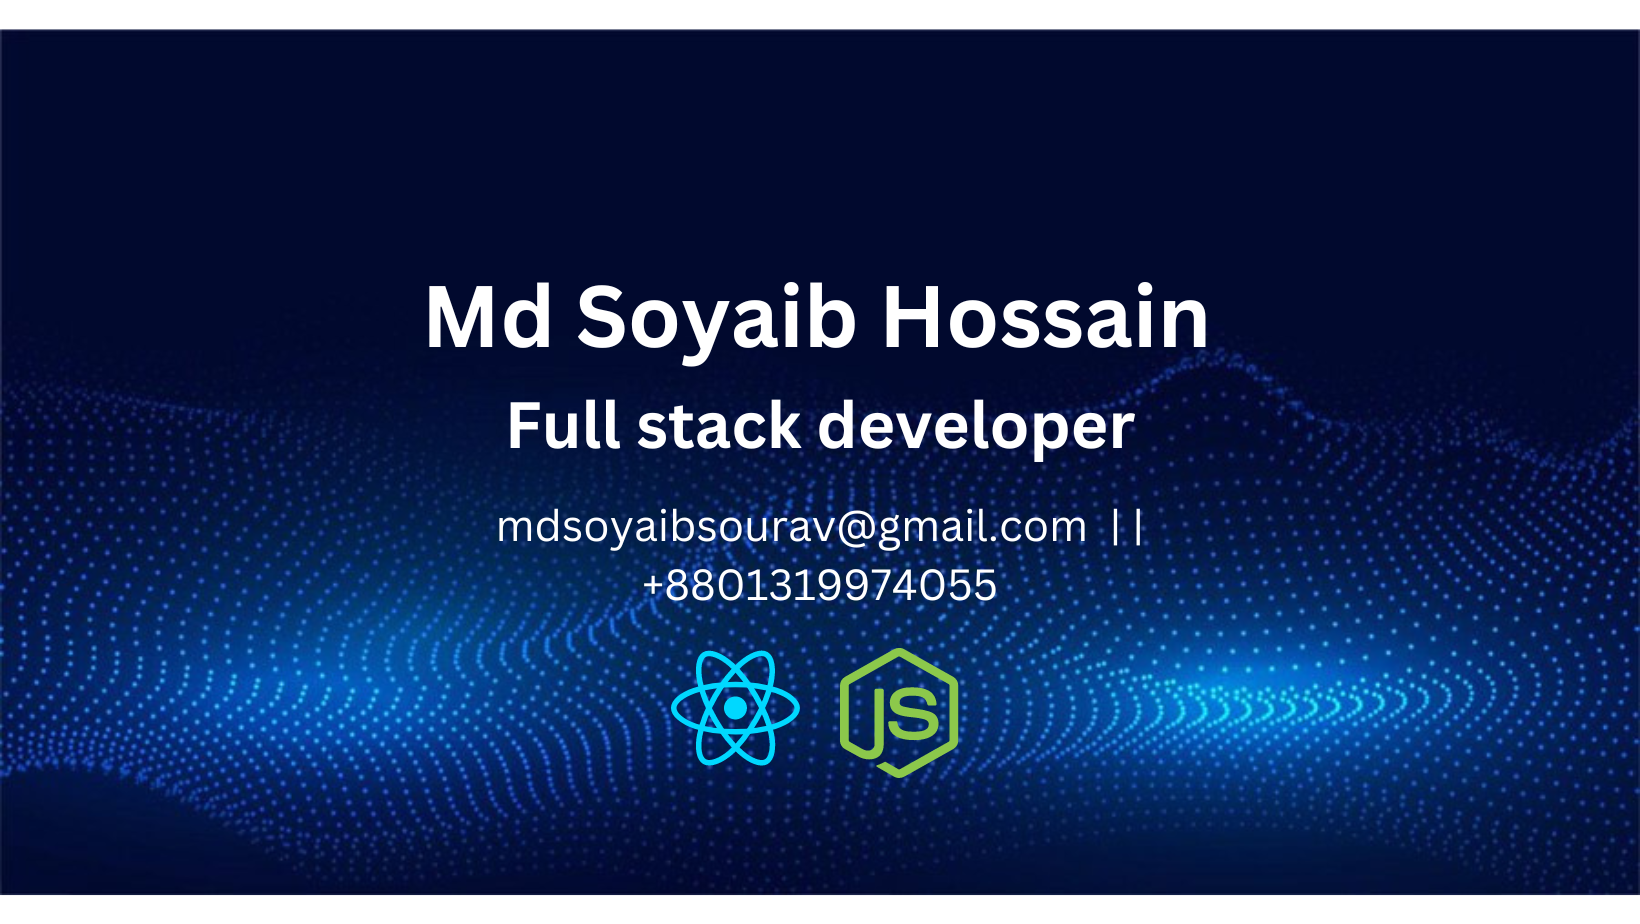 Md Soyaib Hossain
Full stack developer
mdsoyaibsourav@gmail.com ||
+8801319974055
JS